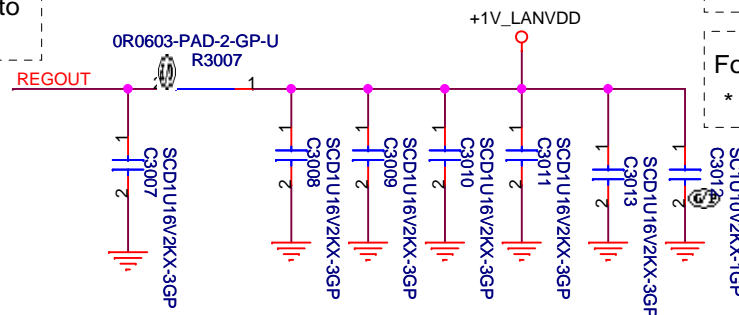 to
0R0603-PAD-2-GP-U
R3007
+1V_LANVDD
REGOUT
1
Fo
*
1
2
C3007
SCD1U16V2KX-3GP
1
2
C3008
SCD1U16V2KX-3GP
1
2
C3009
SCD1U16V2KX-3GP
1
2
C3010
SCD1U16V2KX-3GP
1
2
C3011
SCD1U16V2KX-3GP
1
2
C3013
SCD1U16V2KX-3GP
1
2
C3012